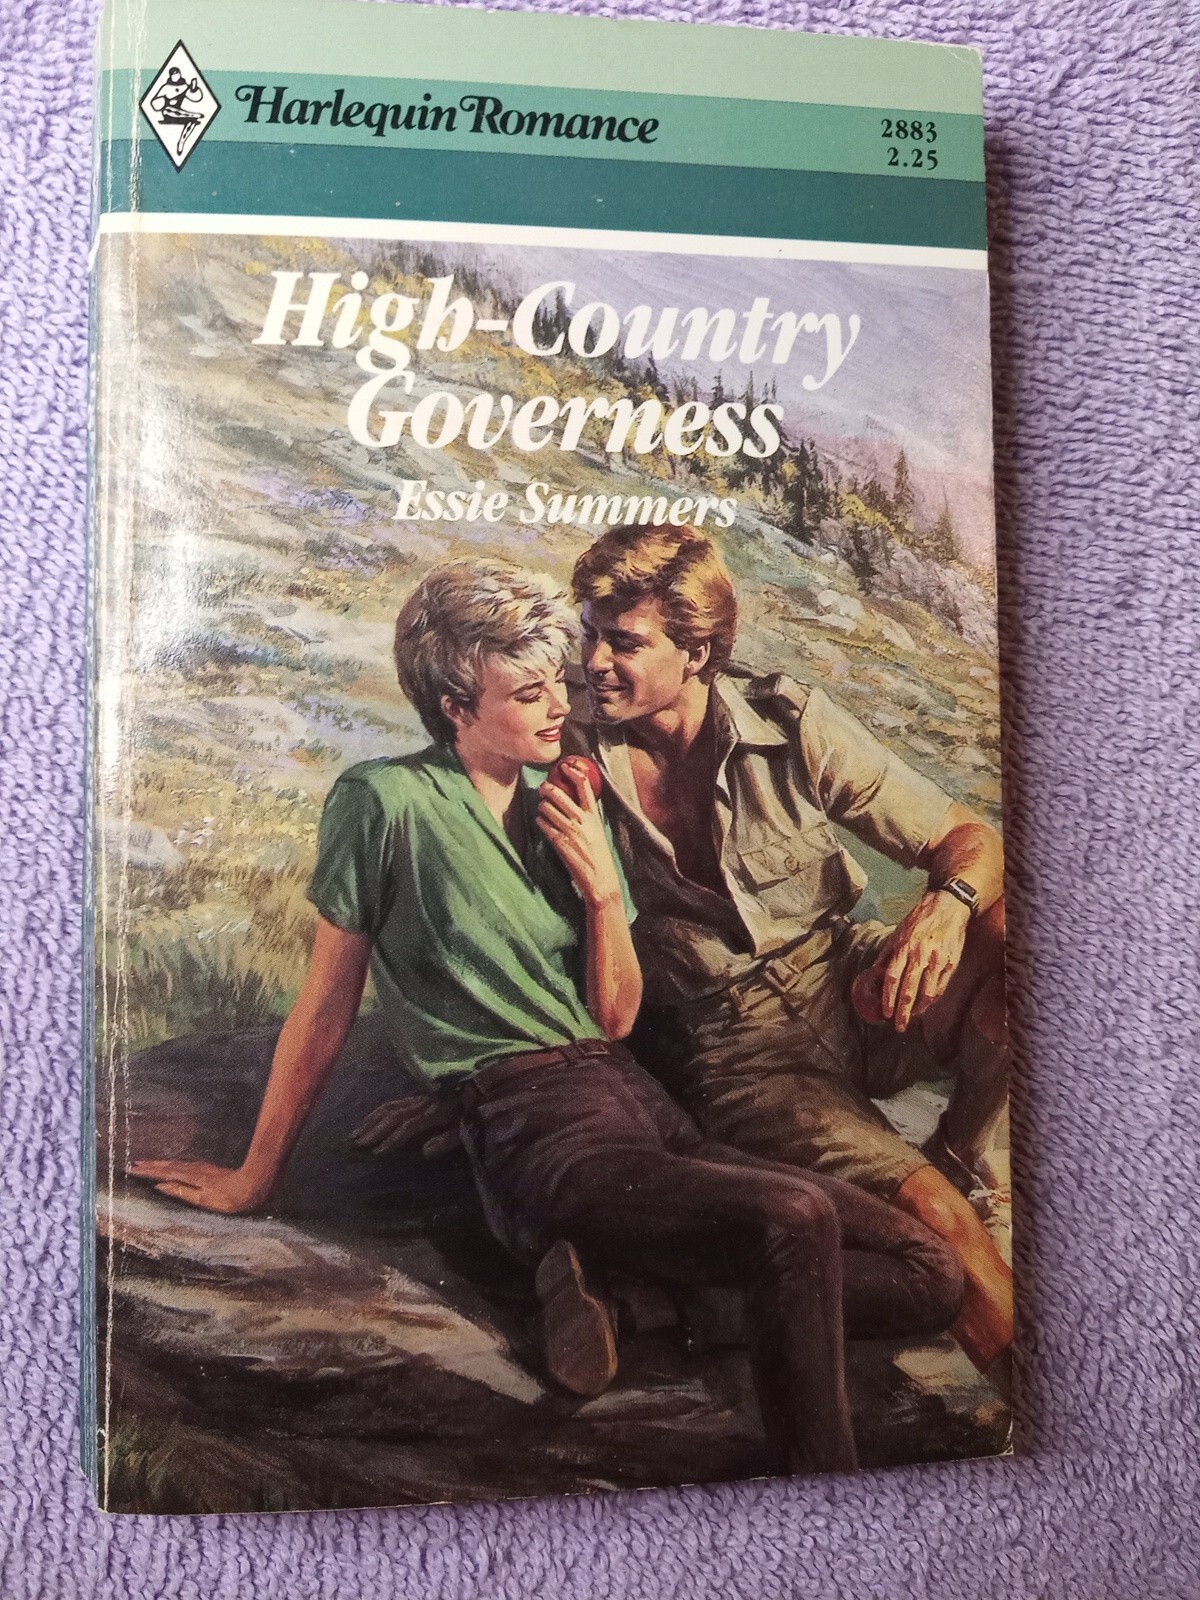 Harlequin Romance
2883
2.25
High-Country
Governess
Essie Summers